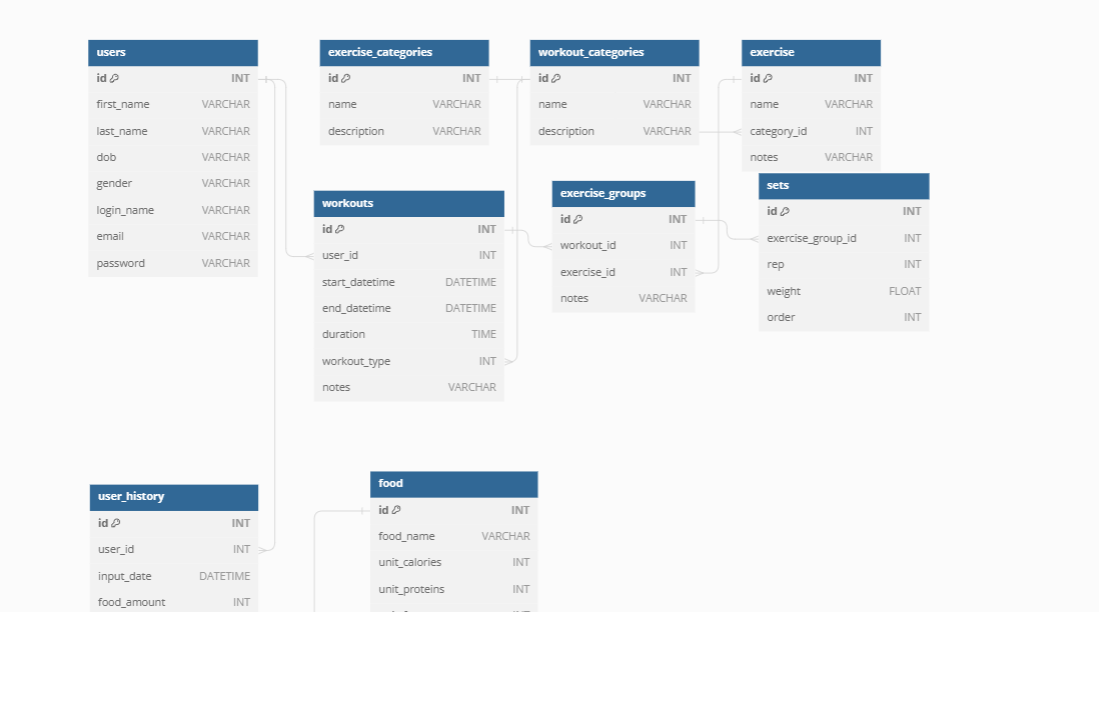 users
id INT
first_name VARCHAR
last_name VARCHAR
dob VARCHAR
gender VARCHAR
login_name VARCHAR
email VARCHAR
password VARCHAR
exercise_categories
id INT
name VARCHAR
description VARCHAR
workout_categories
id INT
name VARCHAR
description VARCHAR
exercise
id INT
name VARCHAR
category_id INT
notes VARCHAR
workouts
id INT
user_id INT
start_datetime DATETIME
end_datetime DATETIME
duration TIME
workout_type INT
notes VARCHAR
exercise_groups
id INT
workout_id INT
exercise_id INT
notes VARCHAR
sets
id INT
exercise_group_id INT
rep INT
weight FLOAT
order INT
user_history
id INT
user_id INT
input_date DATETIME
food_amount INT
food
id INT
food_name VARCHAR
unit_calories INT
unit_proteins INT